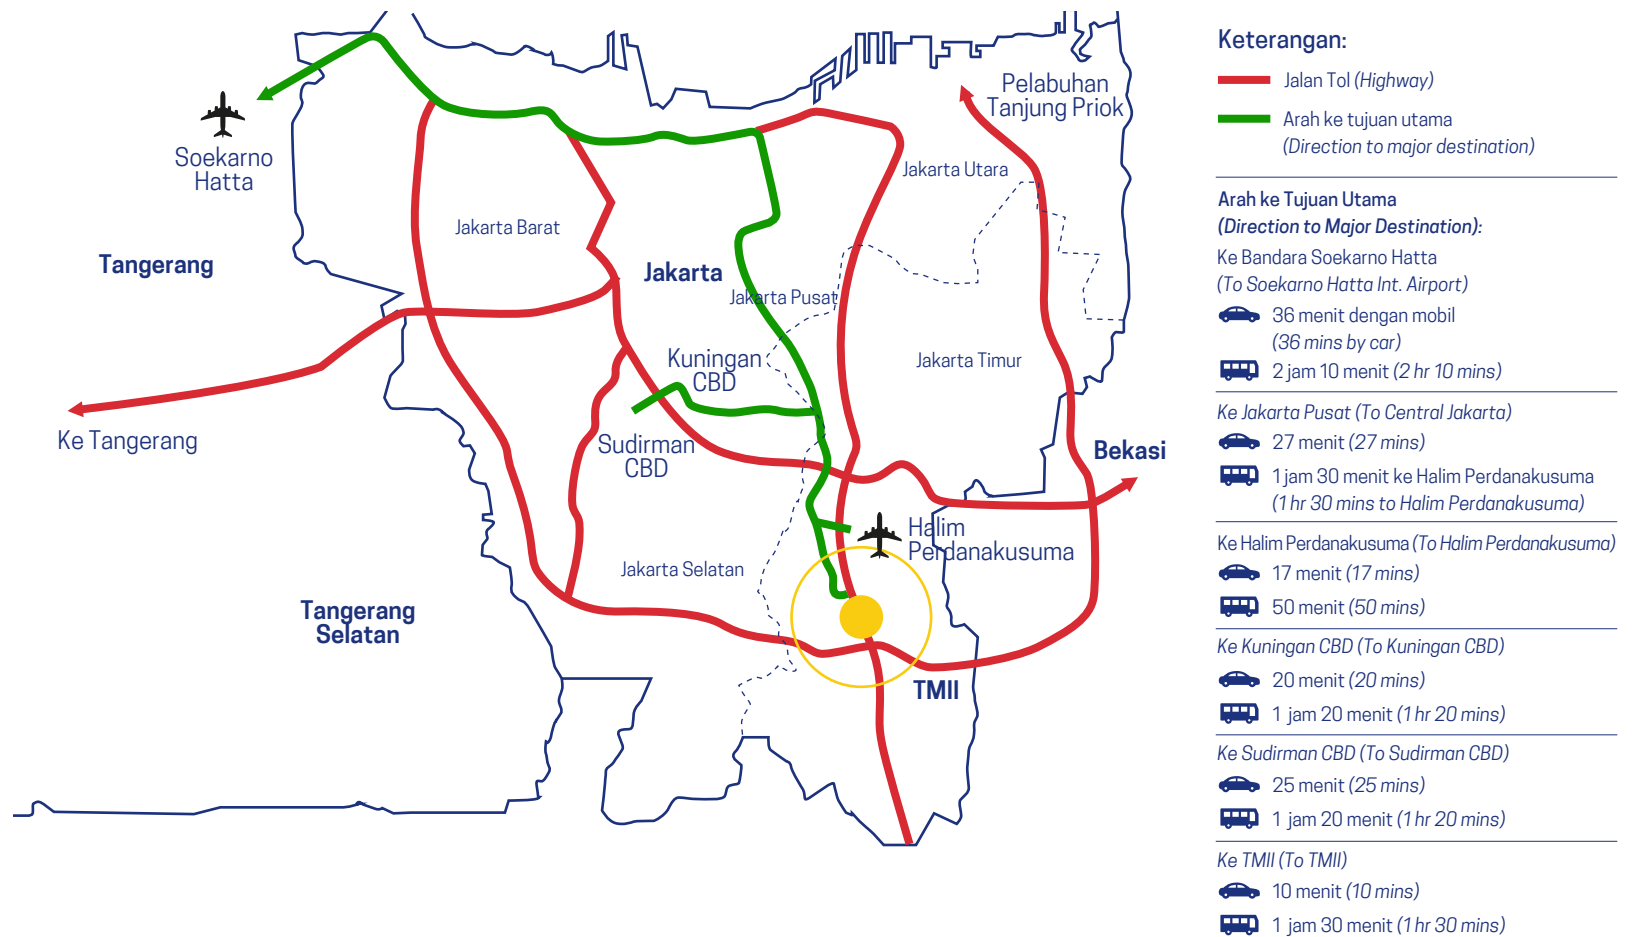 Pelabuhan
Tanjung Priok
Soekarno
Hatta
Jakarta Utara
Jakarta Barat
Tangerang
Jakarta
Jakarta Pusat
Kuningan
CBD
Jakarta Timur
Ke Tangerang
Sudirman
CBD
Bekasi
Halim
Perdanakusuma
Jakarta Selatan
Tangerang
Selatan
TMII
Keterangan:
Jalan Tol (Highway)
Arah ke tujuan utama
(Direction to major destination)
Arah ke Tujuan Utama
(Direction to Major Destination):
Ke Bandara Soekarno Hatta
(To Soekarno Hatta Int. Airport)
36 menit dengan mobil
(36 mins by car)
2 jam 10 menit (2 hr 10 mins)
Ke Jakarta Pusat (To Central Jakarta)
27 menit (27 mins)
1 jam 30 menit ke Halim Perdanakusuma
(1 hr 30 mins to Halim Perdanakusuma)
Ke Halim Perdanakusuma (To Halim Perdanakusuma)
17 menit (17 mins)
50 menit (50 mins)
Ke Kuningan CBD (To Kuningan CBD)
20 menit (20 mins)
1 jam 20 menit (1 hr 20 mins)
Ke Sudirman CBD (To Sudirman CBD)
25 menit (25 mins)
1 jam 20 menit (1 hr 20 mins)
Ke TMII (To TMII)
10 menit (10 mins)
1 jam 30 menit (1 hr 30 mins)